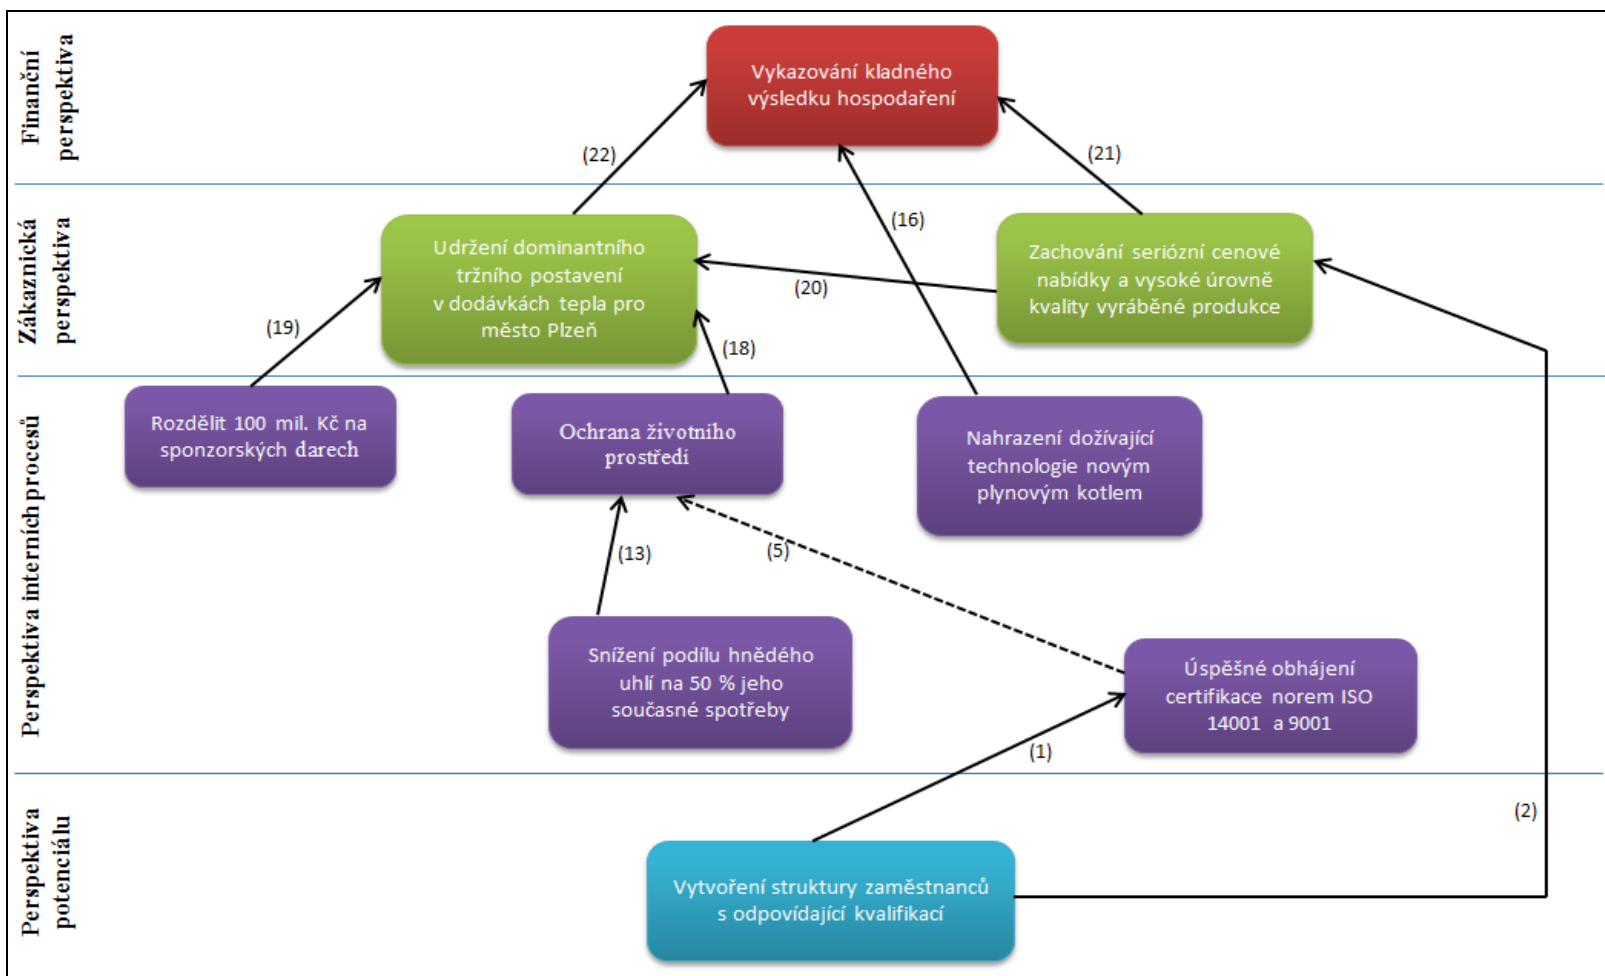 Finanční
perspektiva
Vykazování kladného
výsledku hospodaření
(22)
(21)
Zákaznická
perspektiva
Udržení dominantního
tržního postavení
v dodávkách tepla pro
město Plzeň
(16)
Zachování seriózní cenové
nabídky a vysoké úrovně
kvality vyráběné produkce
(20)
(19)
(18)
Perspektiva interních procesů
Rozdělit 100 mil. Kč na
sponzorských darech
Ochrana životního
prostředí
Nahrazení dožívající
technologie novým
plynovým kotlem
(13)
(5)
Snížení podílu hnědého
uhlí na 50 % jeho
současné spotřeby
Úspěšné obhájení
certifikace norem ISO
14001 a 9001
(1)
(2)
Perspektiva
potenciálu
Vytvoření struktury zaměstnanců
s odpovídající kvalifikací